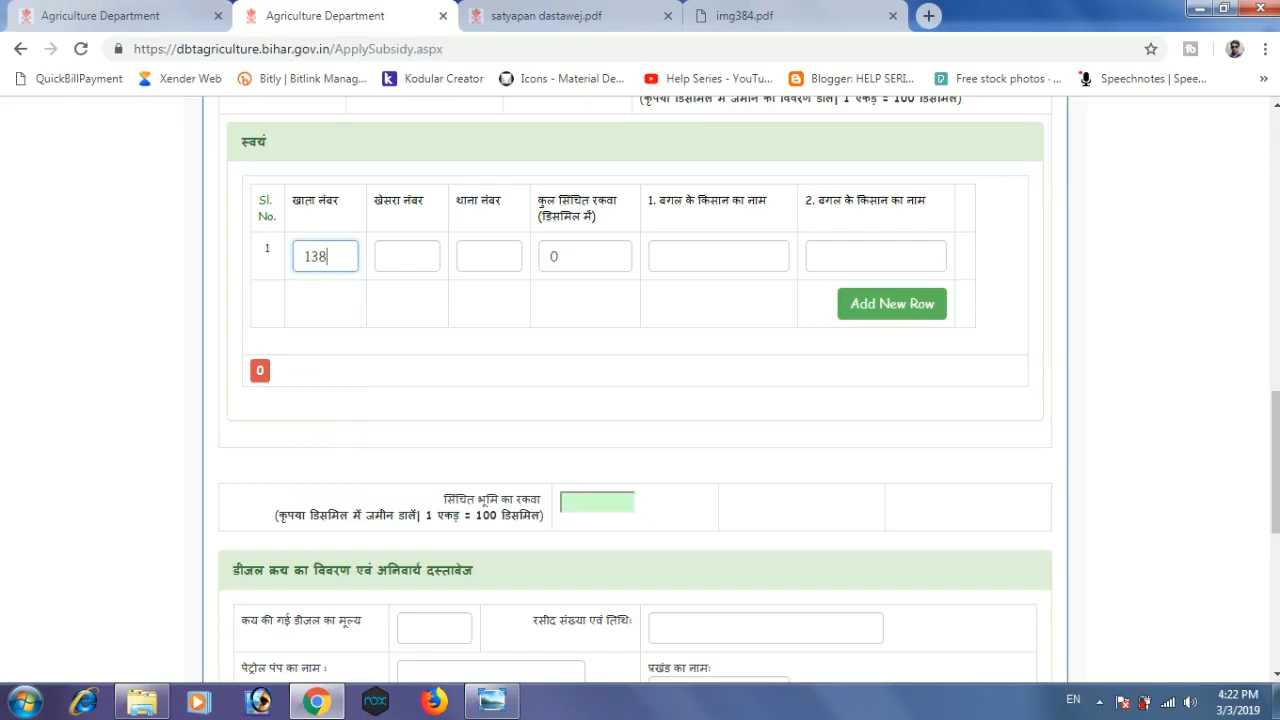 Agriculture Department
Agriculture Department
satyapan dastawej.pdf
img384.pdf
https://dbtagriculture.bihar.gov.in/ApplySubsidy.aspx
QuickBillPayment
Xender Web
Bitly | Bitlink Manag...
Kodular Creator
Icons - Material De...
Help Series - YouTu...
Blogger HELP SERI...
Free stock photos - ...
Speechnotes | Spee...
»
(कृपया डिसमिल में जमीन का विवरण डालें| 1 एकड़ = 100 डिसमिल)
स्वयं
Sl. No.
खाता नंबर
खेसरा नंबर
थाना नंबर
कुल सिंचित रकवा
(डिसमिल में)
1. बगल के किसान का नाम
2. बगल के किसान का नाम
1
138
0
Add New Row
0
सिंचित भूमि का रकवा
(कृपया डिसमिल में जमीन डालें| 1 एकड़ = 100 डिसमिल)
डीजल क्रय का विवरण एवं अनिवार्य दस्तावेज
क्रय की गई डीजल का मूल्य
रसीद संख्या एवं तिथि:
पेट्रोल पंप का नाम :
प्रखंड का नाम:
nox
EN
4:22 PM
3/3/2019